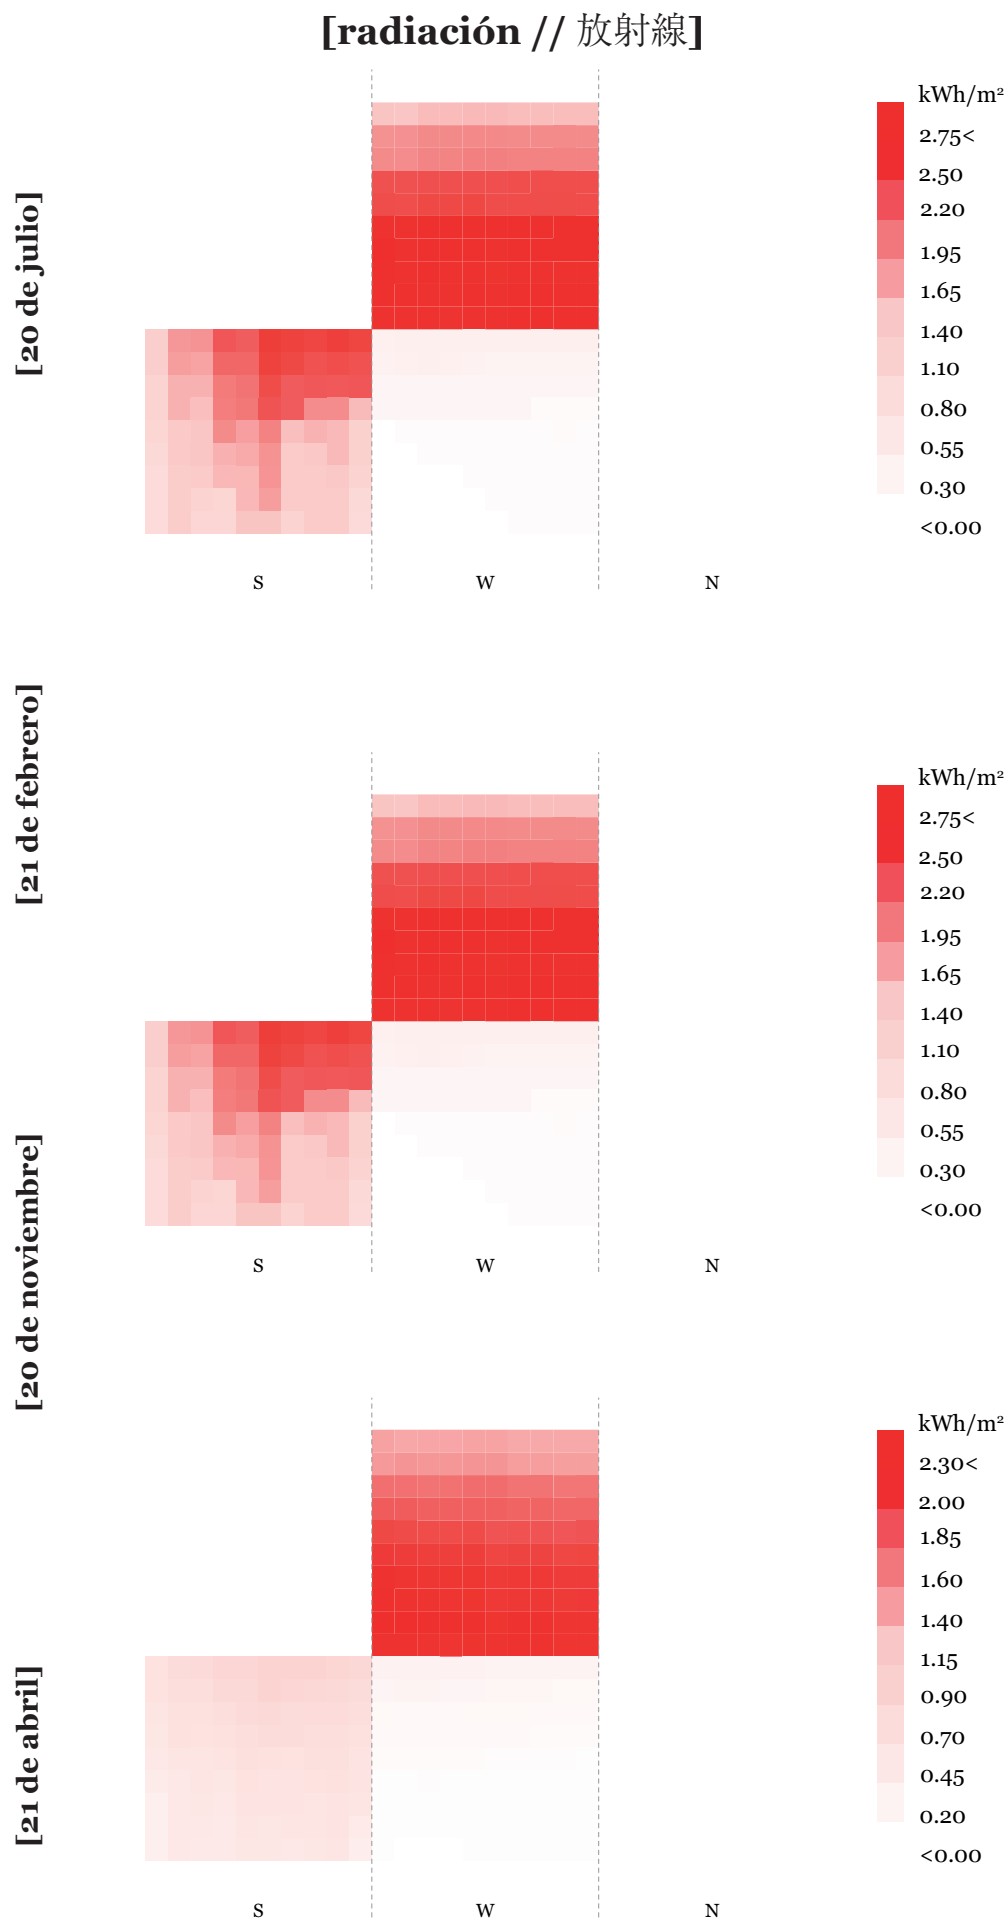 [radiación // 放射線]
[20 de julio]
kWh/m²
2.75<
2.50
2.20
1.95
1.65
1.40
1.10
0.80
0.55
0.30
<0.00
S
W
N
[21 de febrero]
kWh/m²
2.75<
2.50
2.20
1.95
1.65
1.40
1.10
0.80
0.55
0.30
<0.00
S
W
N
[20 de noviembre]
kWh/m²
2.30<
2.00
1.85
1.60
1.40
1.15
0.90
0.70
0.45
0.20
<0.00
[21 de abril]
S
W
N